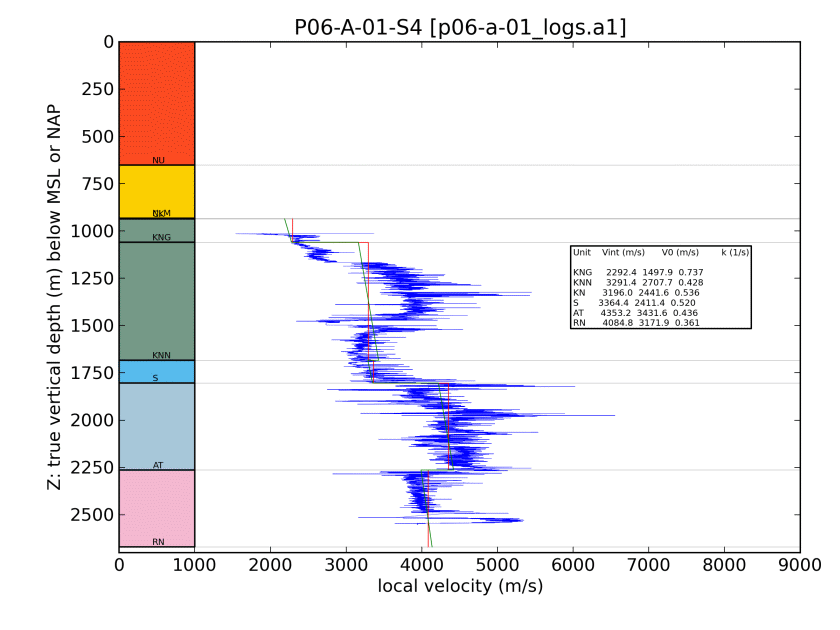 P06-A-01-S4 [p06-a-01_logs.a1]
Z: true vertical depth (m) below MSL or NAP
0
250
500
750
1000
1250
1500
1750
2000
2250
2500
NU
KNG
KNN
S
AT
RN
Unit Vint (m/s) V0 (m/s) k (1/s)
KNG 2292.4 1497.9 0.737
KNN 3291.4 2707.7 0.428
KN 3196.0 2441.6 0.536
S 3364.4 2411.4 0.520
AT 4353.2 3431.6 0.436
RN 4084.8 3171.9 0.361
0 1000 2000 3000 4000 5000 6000 7000 8000 9000
local velocity (m/s)